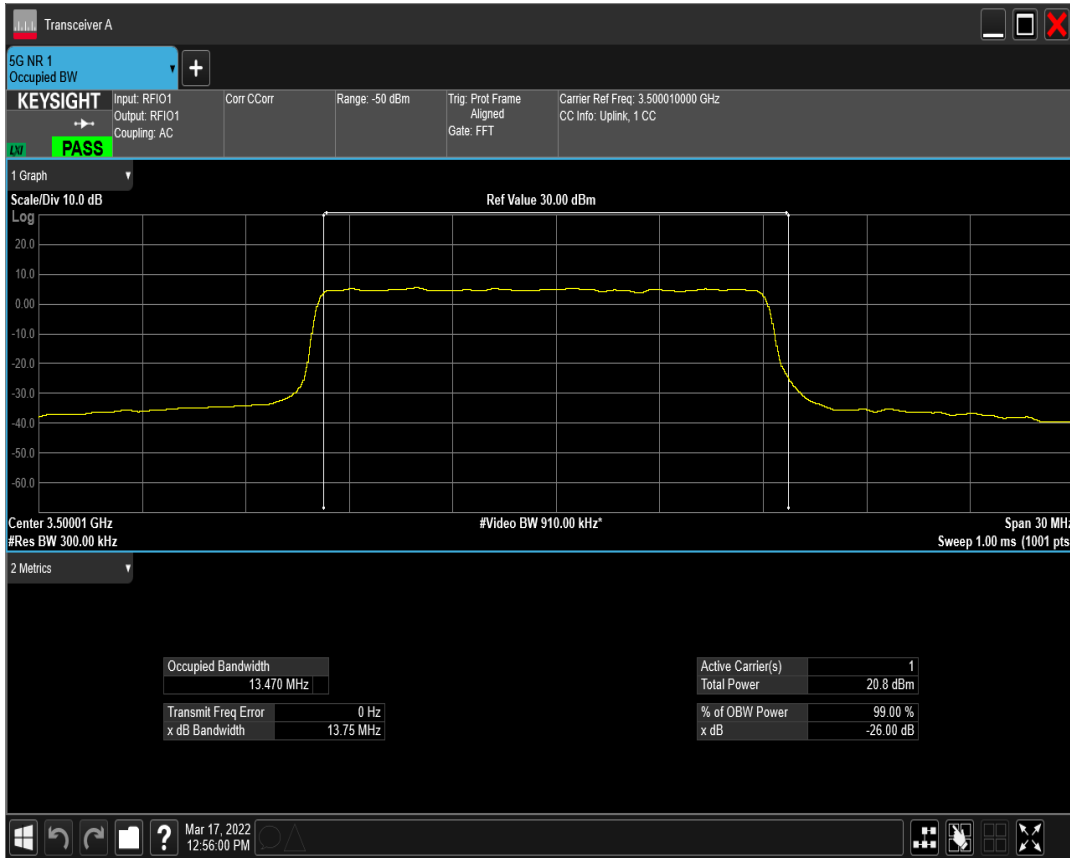 Transceiver A
5G NR 1
Occupied BW
KEYSIGHT
LXI
PASS
Input: RFIO1
Output: RFIO1
Coupling: AC
Corr CCorr
Range: -50 dBm
Trig: Prot Frame
Aligned
Gate: FFT
Carrier Ref Freq: 3.500010000 GHz
CC Info: Uplink, 1 CC
1 Graph
Scale/Div 10.0 dB
Ref Value 30.00 dBm
Log
20.0
10.0
0.00
-10.0
-20.0
-30.0
-40.0
-50.0
-60.0
Center 3.50001 GHz
#Video BW 910.00 kHz*
Span 30 MHz
#Res BW 300.00 kHz
Sweep 1.00 ms (1001 pts
2 Metrics
Occupied Bandwidth
13.470 MHz
Transmit Freq Error 0 Hz
x dB Bandwidth 13.75 MHz
Active Carrier(s) 1
Total Power 20.8 dBm
% of OBW Power 99.00 %
x dB -26.00 dB
?
Mar 17, 2022
12:56:00 PM